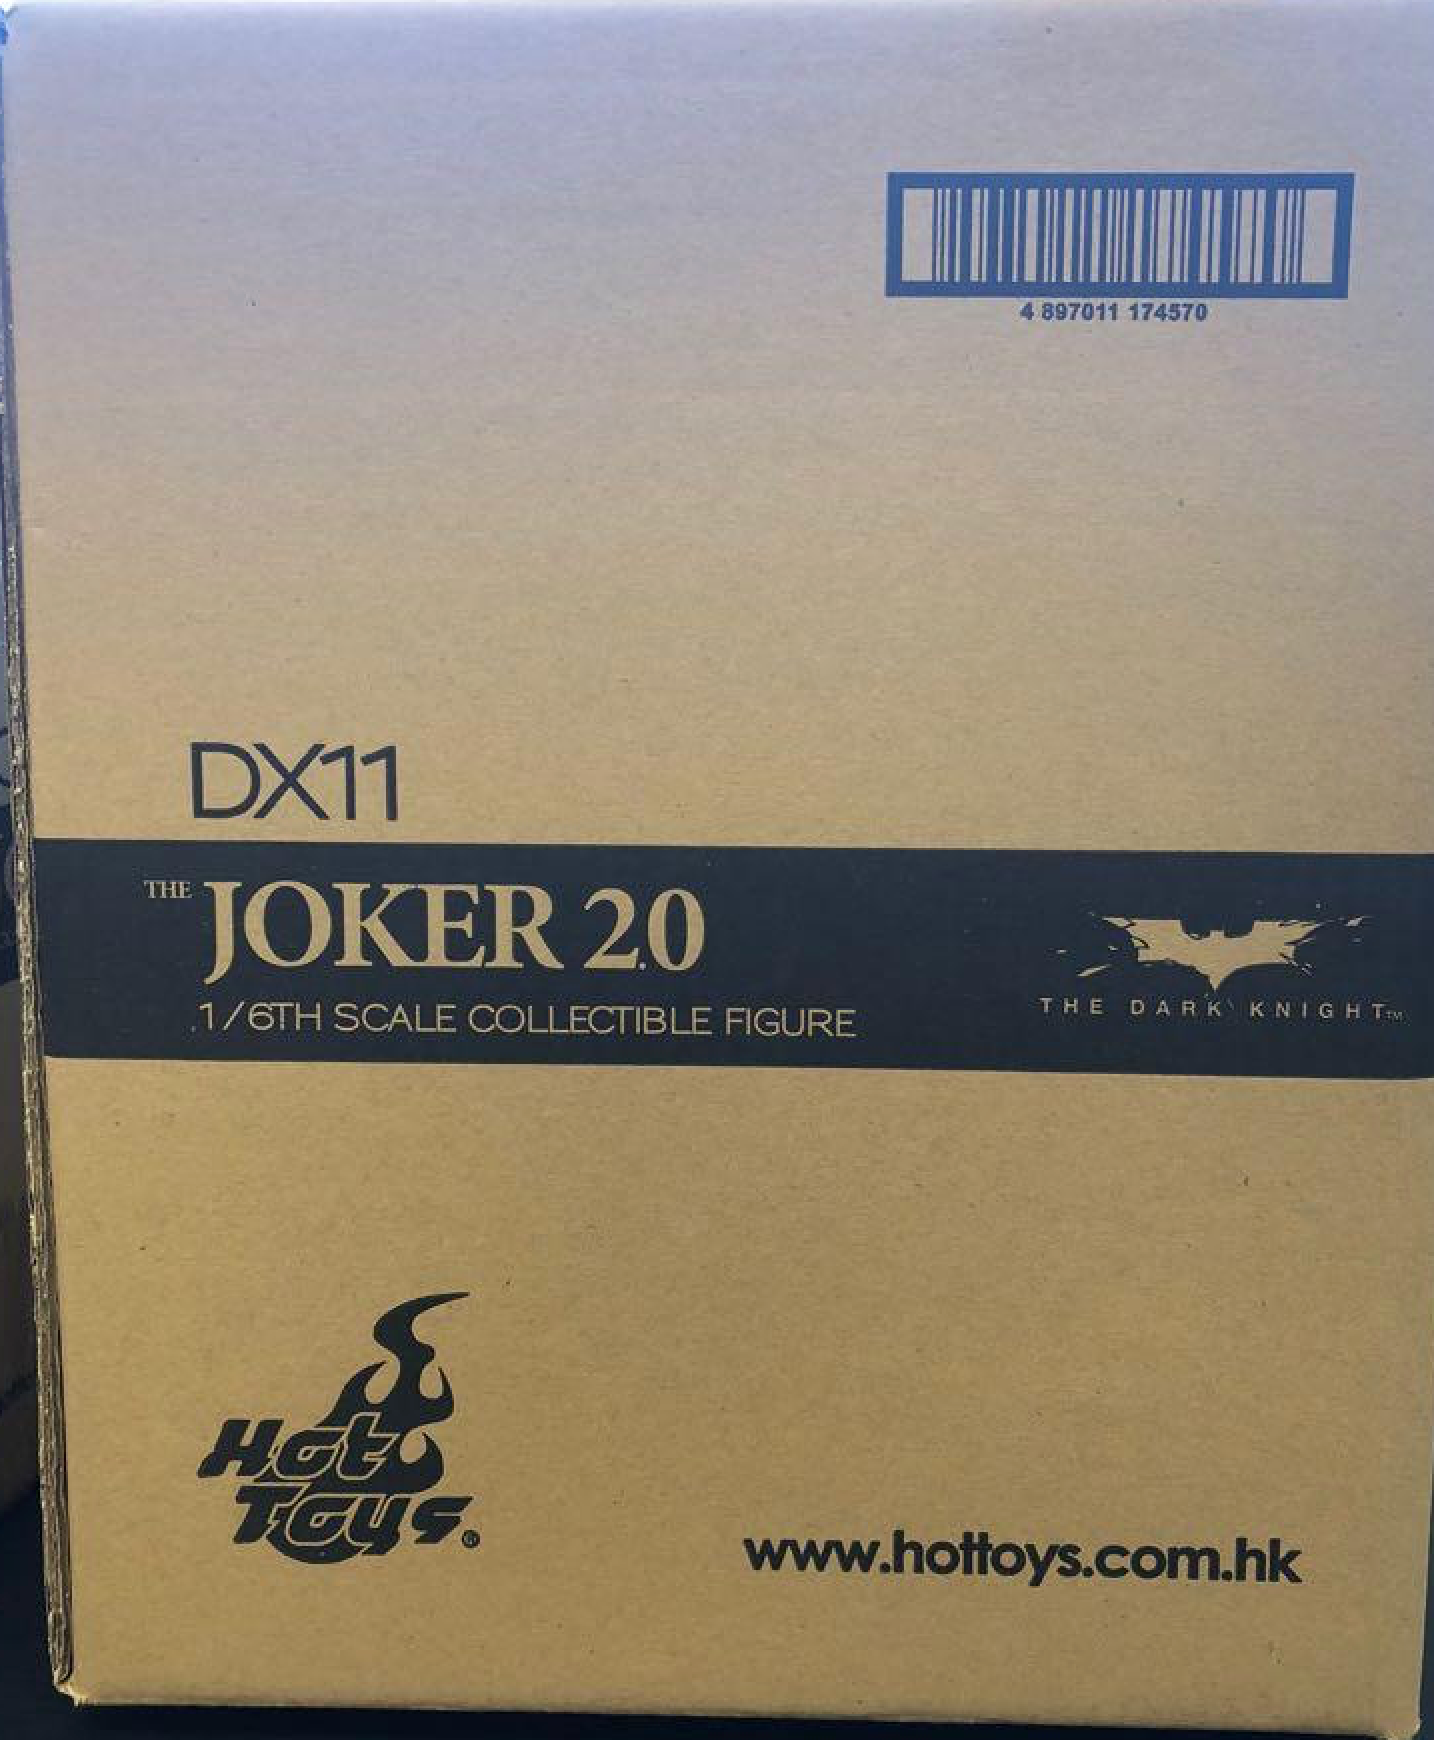 4 897011 174570
DX11
THE JOKER 2.0
1/6TH SCALE COLLECTIBLE FIGURE
THE DARK KNIGHT™
Hot
Toys®
www.hottoys.com.hk